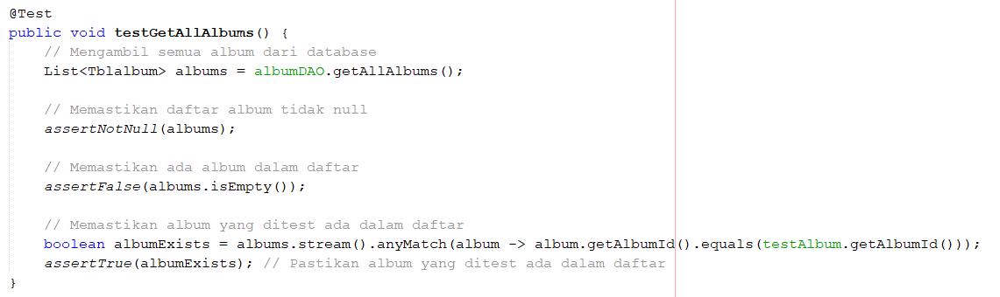 @Test
public void testGetAllAlbums() {
// Mengambil semua album dari database
List<Tblalbum> albums = albumDAO.getAllAlbums();
// Memastikan daftar album tidak null
assertNotNull(albums);
// Memastikan ada album dalam daftar
assertFalse(albums.isEmpty());
// Memastikan album yang ditest ada dalam daftar
boolean albumExists = albums.stream().anyMatch(album -> album.getAlbumId().equals(testAlbum.getAlbumId()));
assertTrue(albumExists); // Pastikan album yang ditest ada dalam daftar
}